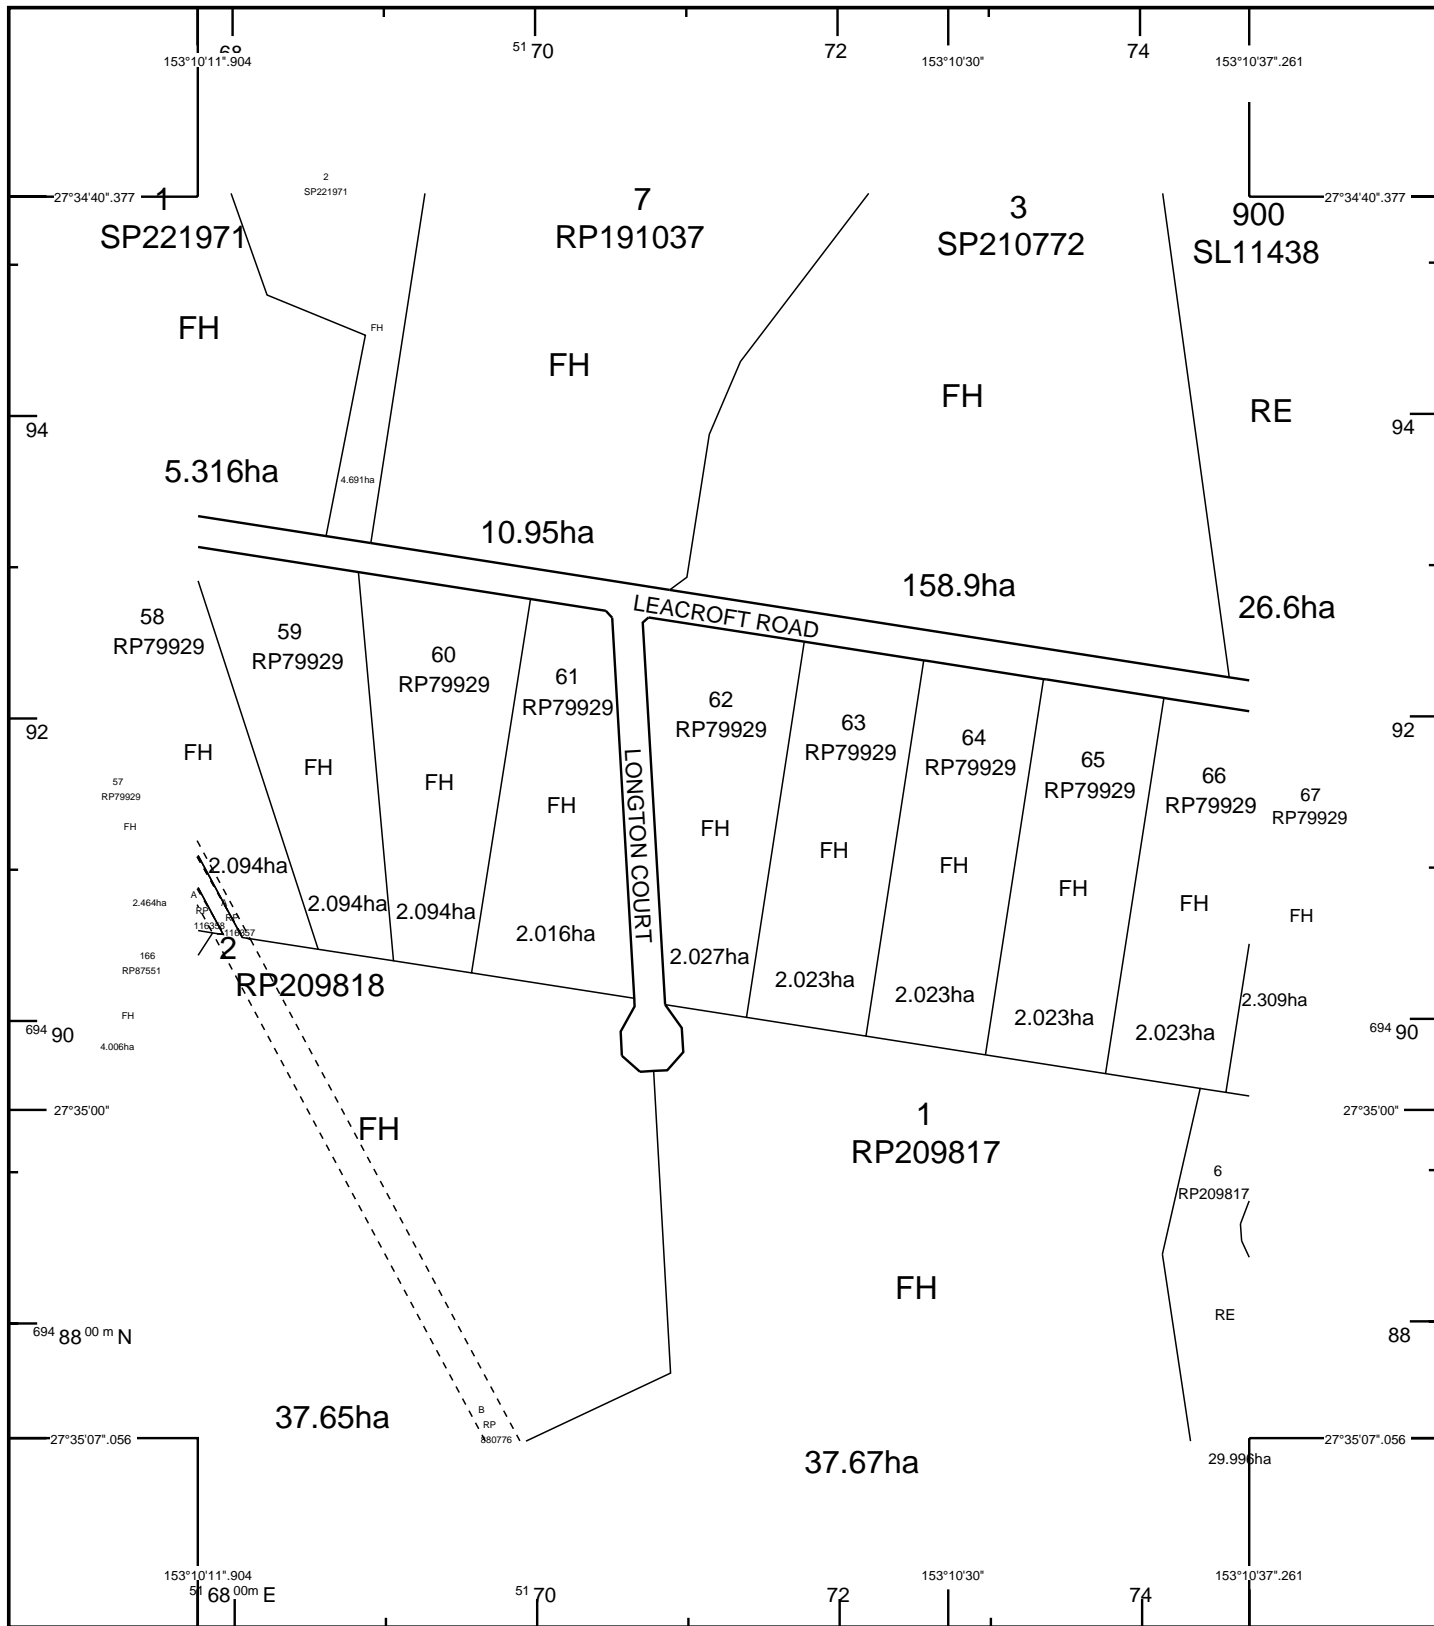 68
51 70
72
74
153°10'11".904
153°10'30"
153°10'37".261
27°34'40".377
27°34'40".377
1
SP221971
2
SP221971
7
RP191037
3
SP210772
900
SL11438
FH
FH
FH
FH
RE
94
94
5.316ha
4.691ha
10.95ha
158.9ha
26.6ha
LEACROFT ROAD
58
RP79929
59
RP79929
60
RP79929
61
RP79929
62
RP79929
63
RP79929
64
RP79929
65
RP79929
66
RP79929
67
RP79929
92
92
LONGTON COURT
57
RP79929
FH
FH
FH
FH
FH
FH
FH
FH
FH
FH
FH
2.094ha
2.094ha
2.094ha
2.016ha
2.027ha
2.023ha
2.023ha
2.023ha
2.023ha
2.309ha
2.464ha
A
RP
116358
A
RP
116357
166
RP87551
FH
4.006ha
2
RP209818
694 90
694 90
27°35'00"
27°35'00"
FH
1
RP209817
6
RP209817
FH
RE
694 88 00 m N
88
37.65ha
B
RP
880776
37.67ha
29.996ha
27°35'07".056
27°35'07".056
153°10'11".904
153°10'30"
153°10'37".261
51 68 00m E
51 70
72
74